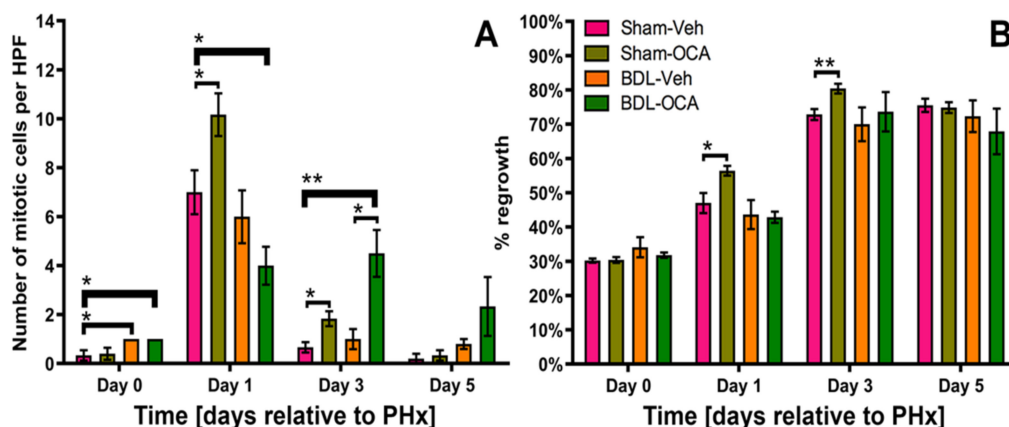 A
Number of mitotic cells per HPF
14
12
10
8
6
4
2
0
*
*
*
*
*
**
*
Day 0
Day 1
Day 3
Day 5
Time [days relative to PHx]
B
Sham-Veh
Sham-OCA
BDL-Veh
BDL-OCA
% regrowth
100%
90%
80%
70%
60%
50%
40%
30%
20%
10%
0%
*
**
Day 0
Day 1
Day 3
Day 5
Time [days relative to PHx]